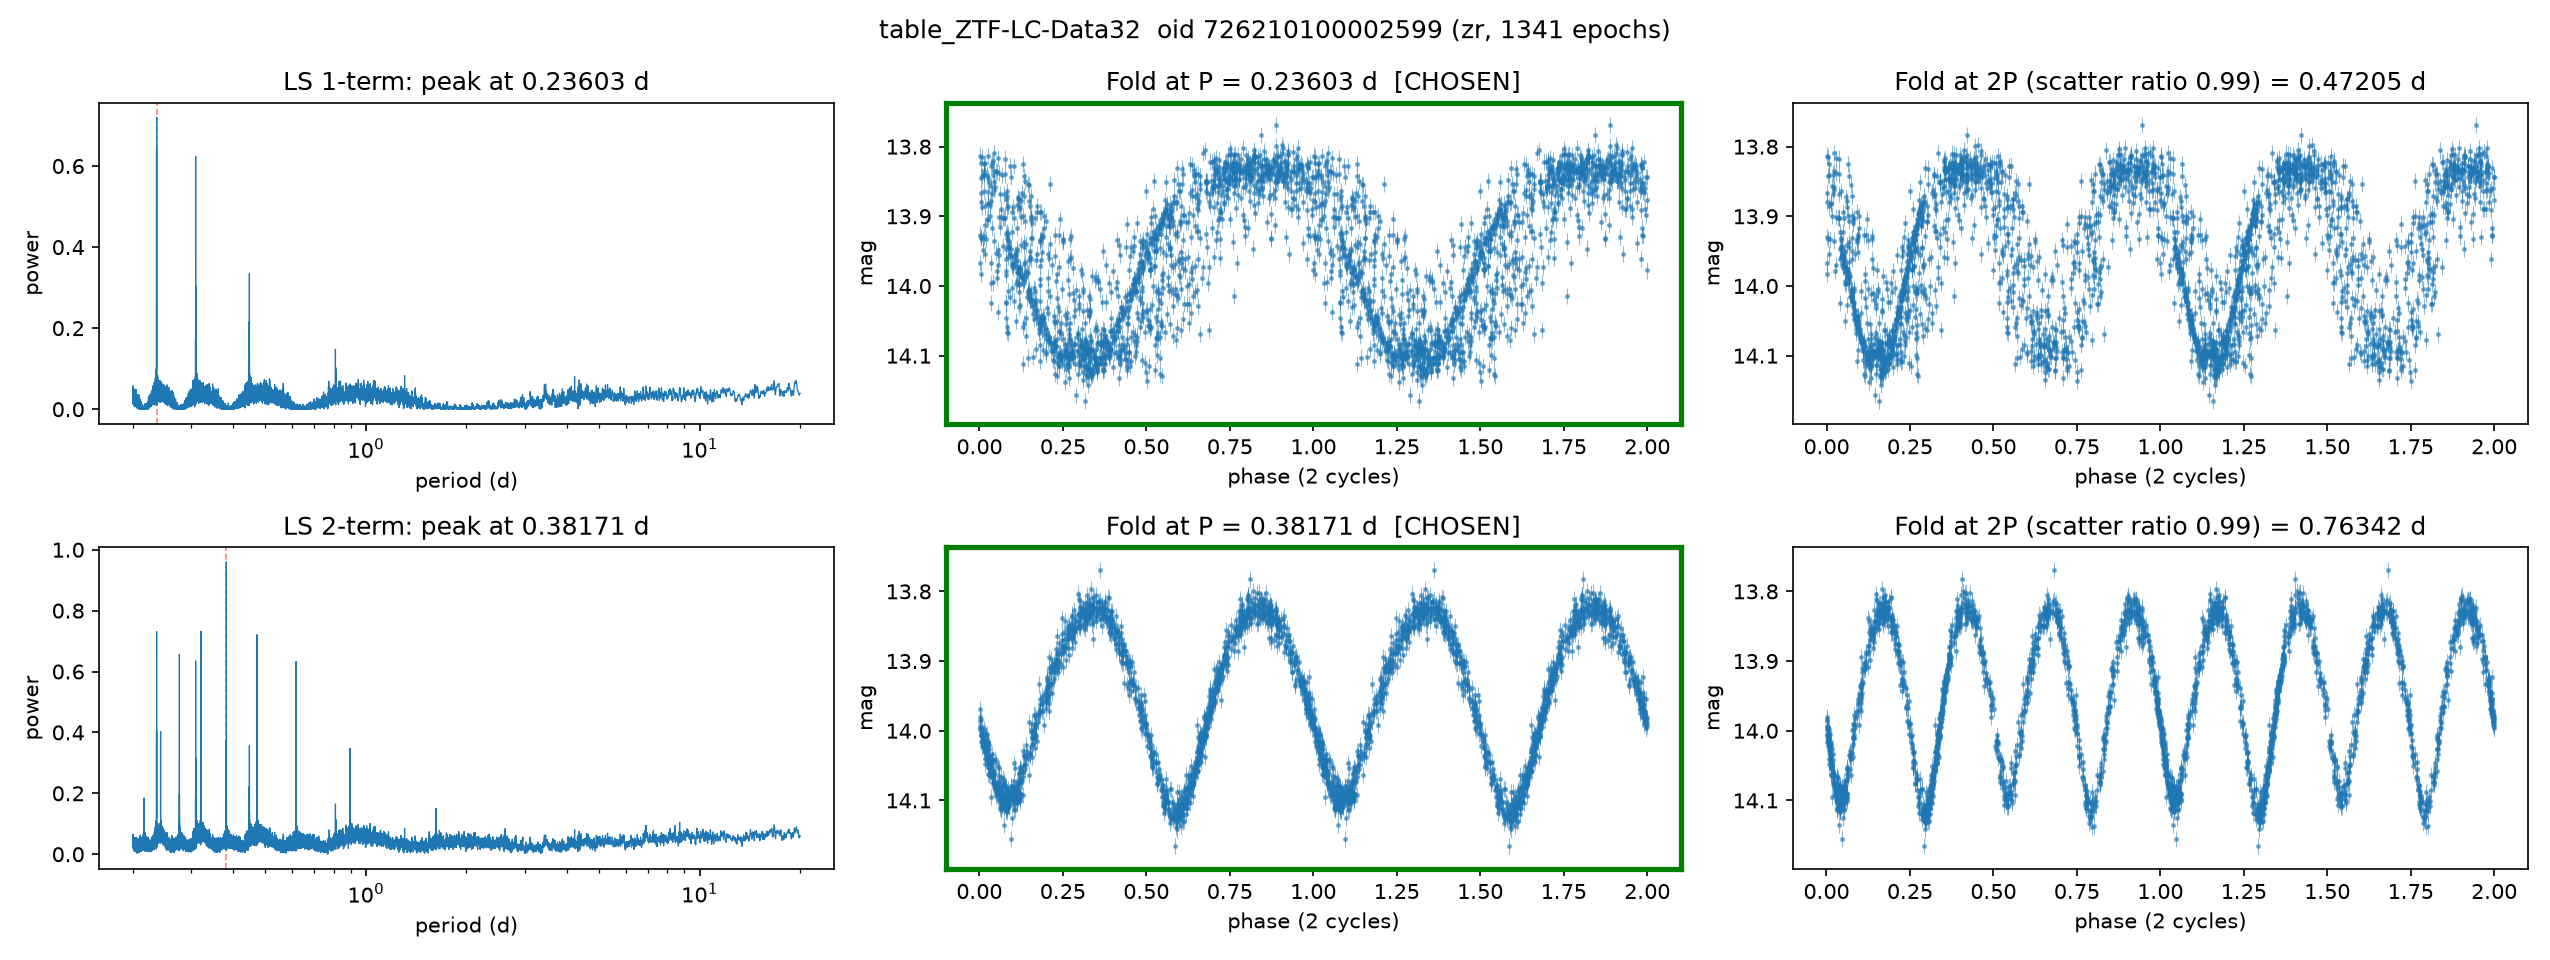 table_ZTF-LC-Data32  oid 726210100002599 (zr, 1341 epochs)
LS 1-term: peak at 0.23603 d
Fold at P = 0.23603 d  [CHOSEN]
Fold at 2P (scatter ratio 0.99) = 0.47205 d
power
0.6
0.4
0.2
0.0
10⁰
10¹
period (d)
mag
13.8
13.9
14.0
14.1
0.00 0.25 0.50 0.75 1.00 1.25 1.50 1.75 2.00
phase (2 cycles)
mag
13.8
13.9
14.0
14.1
0.00 0.25 0.50 0.75 1.00 1.25 1.50 1.75 2.00
phase (2 cycles)
LS 2-term: peak at 0.38171 d
Fold at P = 0.38171 d  [CHOSEN]
Fold at 2P (scatter ratio 0.99) = 0.76342 d
power
1.0
0.8
0.6
0.4
0.2
0.0
10⁰
10¹
period (d)
mag
13.8
13.9
14.0
14.1
0.00 0.25 0.50 0.75 1.00 1.25 1.50 1.75 2.00
phase (2 cycles)
mag
13.8
13.9
14.0
14.1
0.00 0.25 0.50 0.75 1.00 1.25 1.50 1.75 2.00
phase (2 cycles)